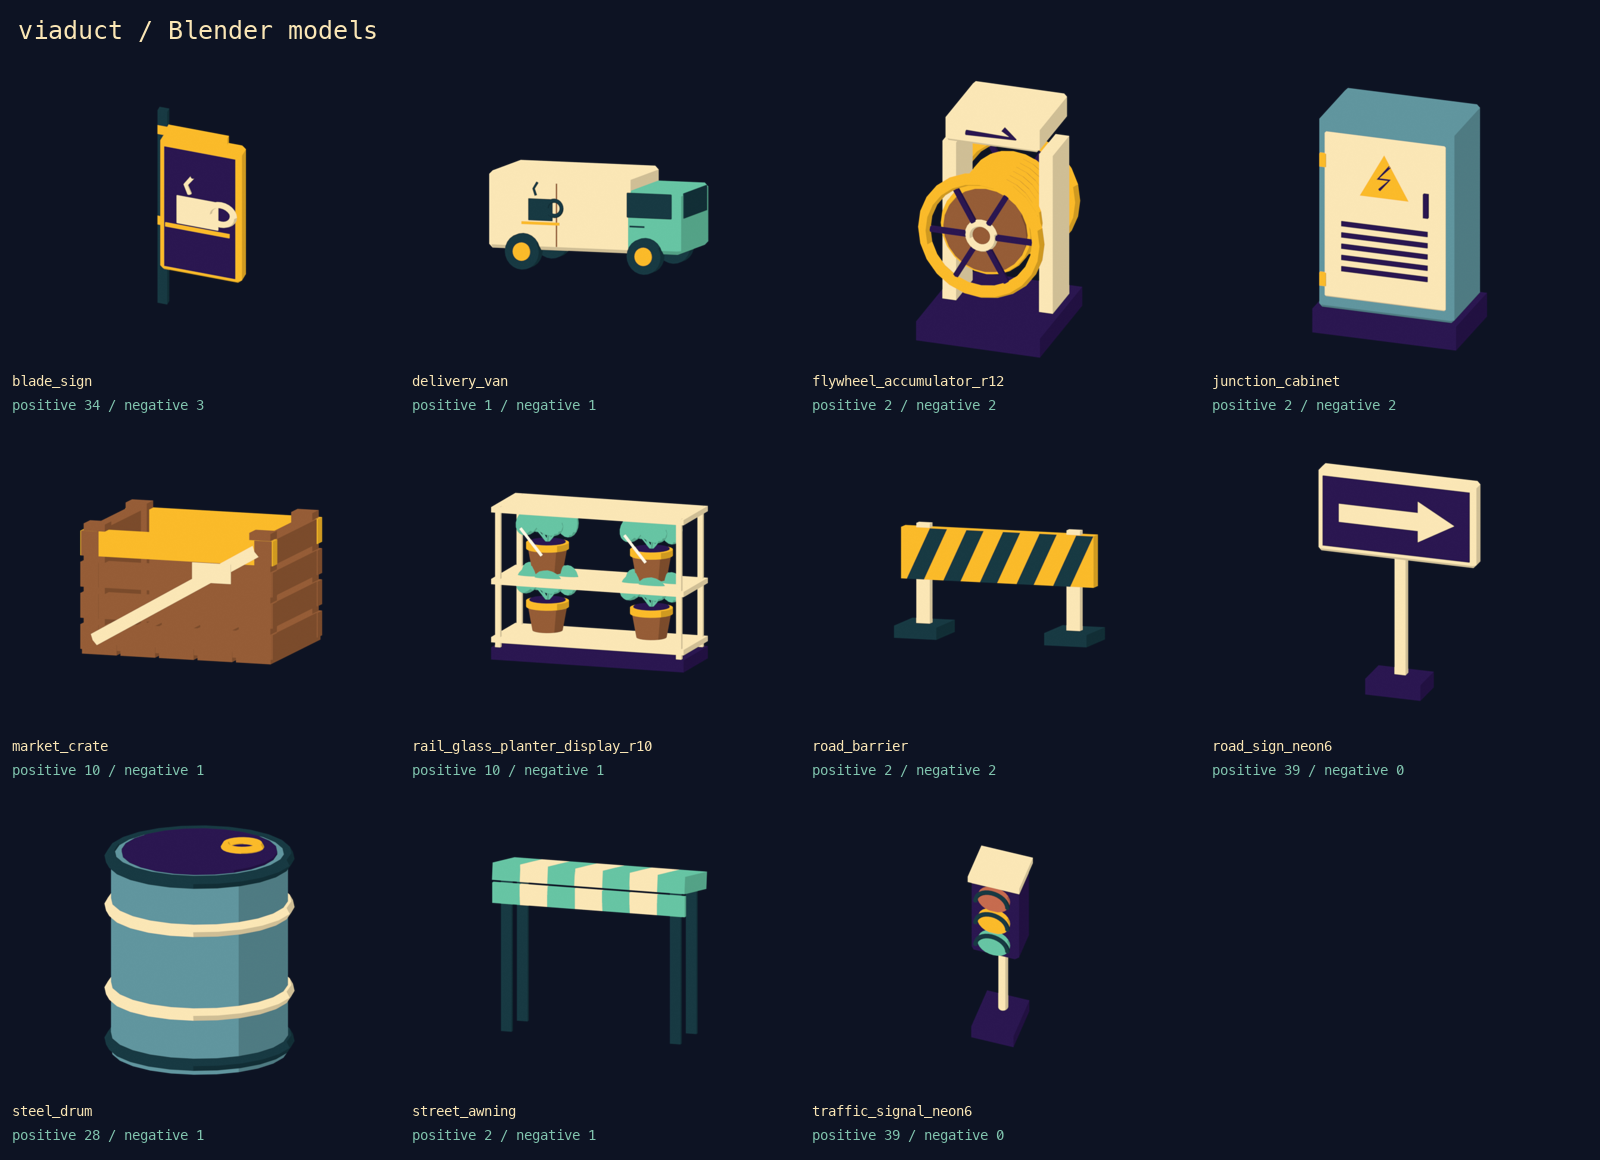 viaduct / Blender models
blade_sign
positive 34 / negative 3
delivery_van
positive 1 / negative 1
flywheel_accumulator_r12
positive 2 / negative 2
junction_cabinet
positive 2 / negative 2
market_crate
positive 10 / negative 1
rail_glass_planter_display_r10
positive 10 / negative 1
road_barrier
positive 2 / negative 2
road_sign_neon6
positive 39 / negative 0
steel_drum
positive 28 / negative 1
street_awning
positive 2 / negative 1
traffic_signal_neon6
positive 39 / negative 0